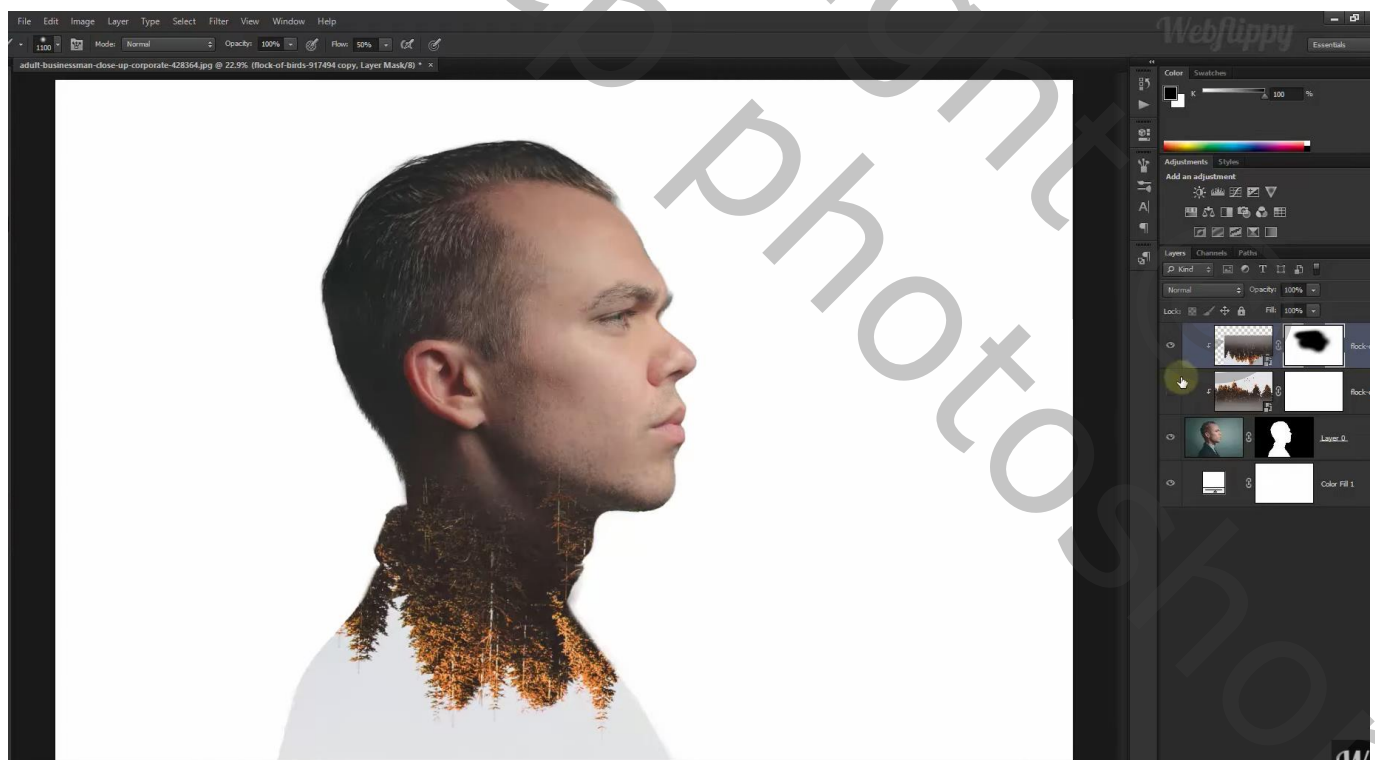 File Edit Image Layer Type Select Filter View Window Help
Webflippy
1100 Mode: Normal Opacity: 100% Flow: 50%
Essentials
adult-businessman-close-up-corporate-428364.jpg @ 22.9% (flock-of-birds-917494 copy, Layer Mask/8) * ×
Color Swatches
K 100 %
Adjustments Styles
Add an adjustment
Layers Channels Paths
Kind
Normal Opacity: 100%
Lock: Fill: 100%
flock-
flock-
Layer 0
Color Fill 1
photosho